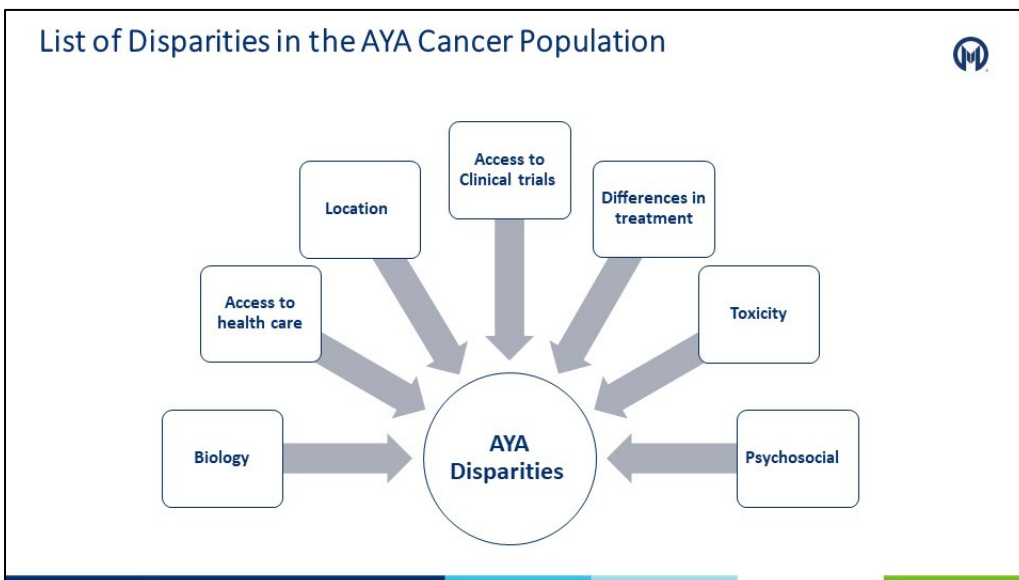 List of Disparities in the AYA Cancer Population
Access to
Clinical trials
Location
Differences in
treatment
Access to
health care
Toxicity
Biology
AYA
Disparities
Psychosocial